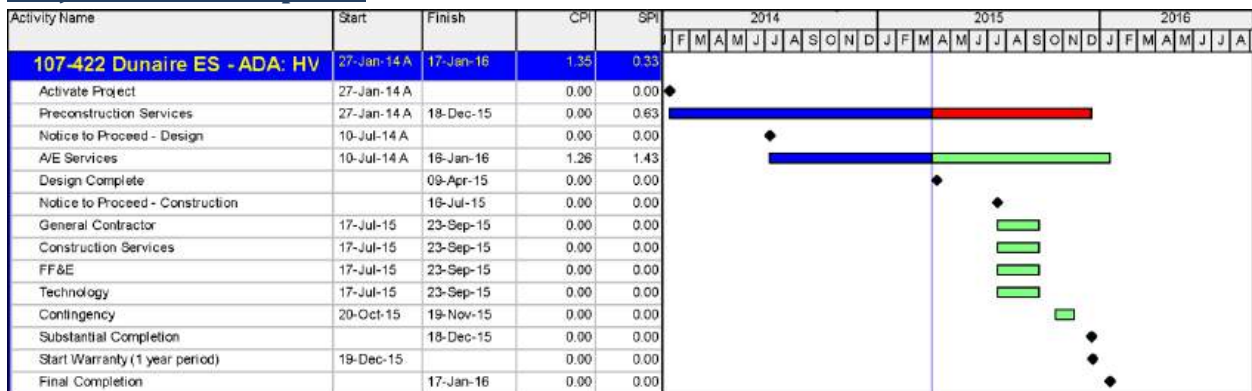 Activity Name Start Finish CPI SPI 2014 2015 2016
F M A M J J A S O N D J F M A M J J A S O N D J F M A M J J A
107-422 Dunaire ES - ADA: HV 27-Jan-14 A 17-Jan-16 1.35 0.33
Activate Project 27-Jan-14 A 0.00 0.00
Preconstruction Services 27-Jan-14 A 18-Dec-15 0.00 0.63
Notice to Proceed - Design 10-Jul-14 A 0.00 0.00
A/E Services 10-Jul-14 A 16-Jan-16 1.26 1.43
Design Complete 09-Apr-15 0.00 0.00
Notice to Proceed - Construction 16-Jul-15 0.00 0.00
General Contractor 17-Jul-15 23-Sep-15 0.00 0.00
Construction Services 17-Jul-15 23-Sep-15 0.00 0.00
FF&E 17-Jul-15 23-Sep-15 0.00 0.00
Technology 17-Jul-15 23-Sep-15 0.00 0.00
Contingency 20-Oct-15 19-Nov-15 0.00 0.00
Substantial Completion 18-Dec-15 0.00 0.00
Start Warranty (1 year period) 19-Dec-15 0.00 0.00
Final Completion 17-Jan-16 0.00 0.00